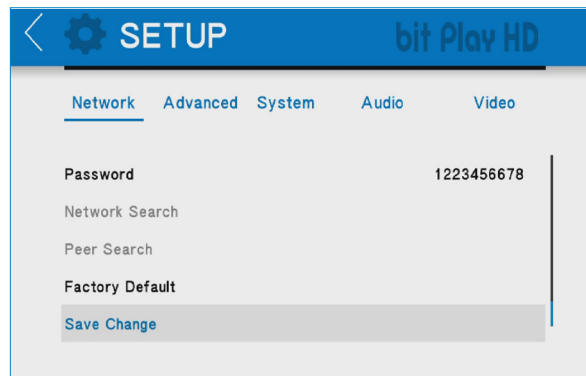 SETUP bit Play HD
Network Advanced System Audio Video
Password 1223456678
Network Search
Peer Search
Factory Default
Save Change